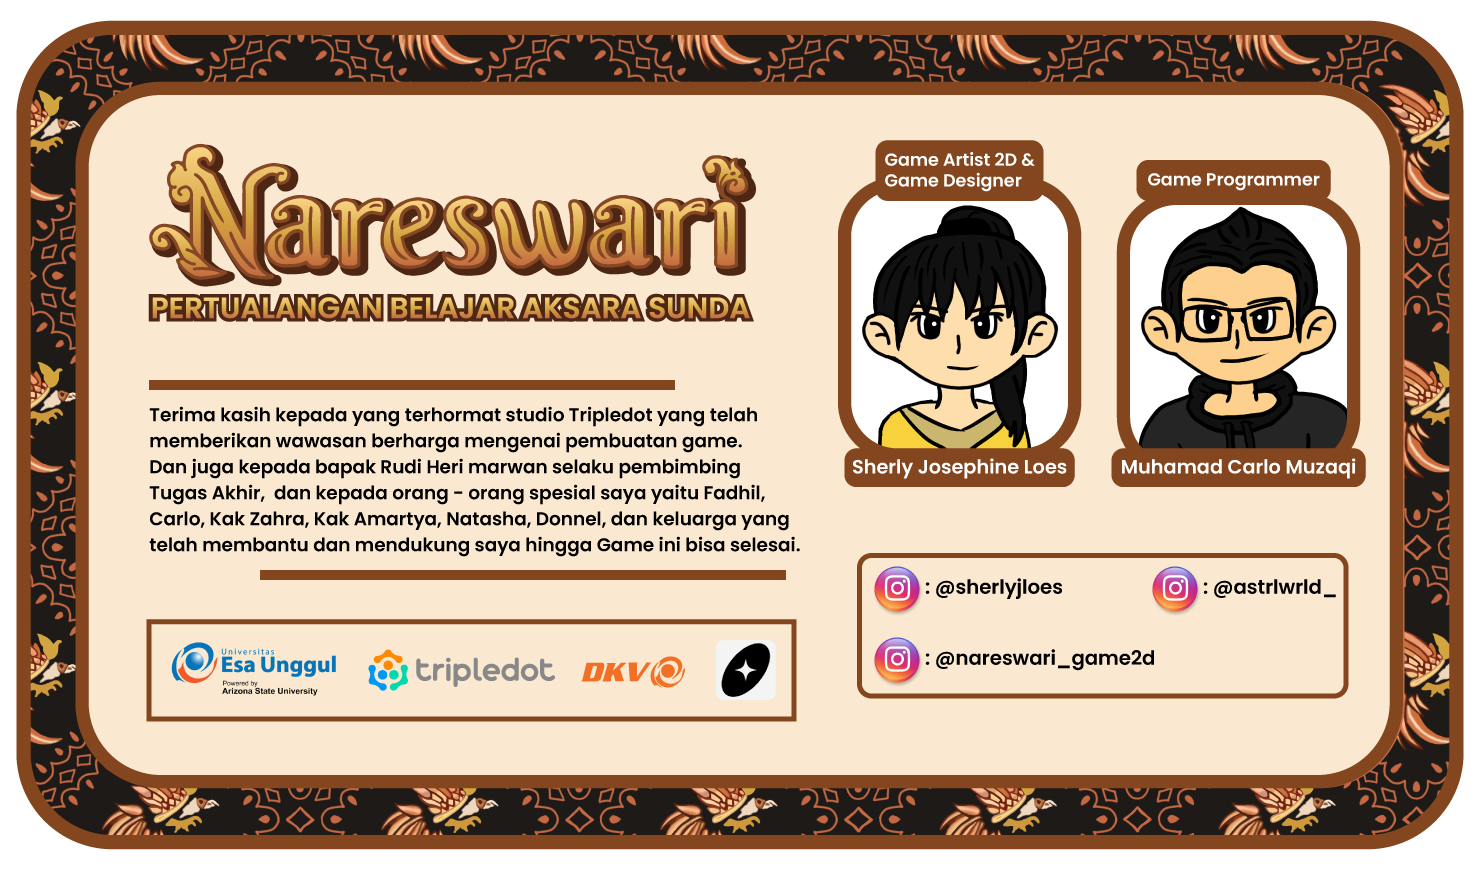 Nareswari
PERTUALANGAN BELAJAR AKSARA SUNDA
Terima kasih kepada yang terhormat studio Tripledot yang telah
memberikan wawasan berharga mengenai pembuatan game.
Dan juga kepada bapak Rudi Heri marwan selaku pembimbing
Tugas Akhir,  dan kepada orang - orang spesial saya yaitu Fadhil,
Carlo, Kak Zahra, Kak Amartya, Natasha, Donnel, dan keluarga yang
telah membantu dan mendukung saya hingga Game ini bisa selesai.
Universitas
Esa Unggul
Powered by
Arizona State University
tripledot
DKV
Game Artist 2D &
Game Designer
Sherly Josephine Loes
Game Programmer
Muhamad Carlo Muzaqi
: @sherlyjloes
: @astrlwrld_
: @nareswari_game2d